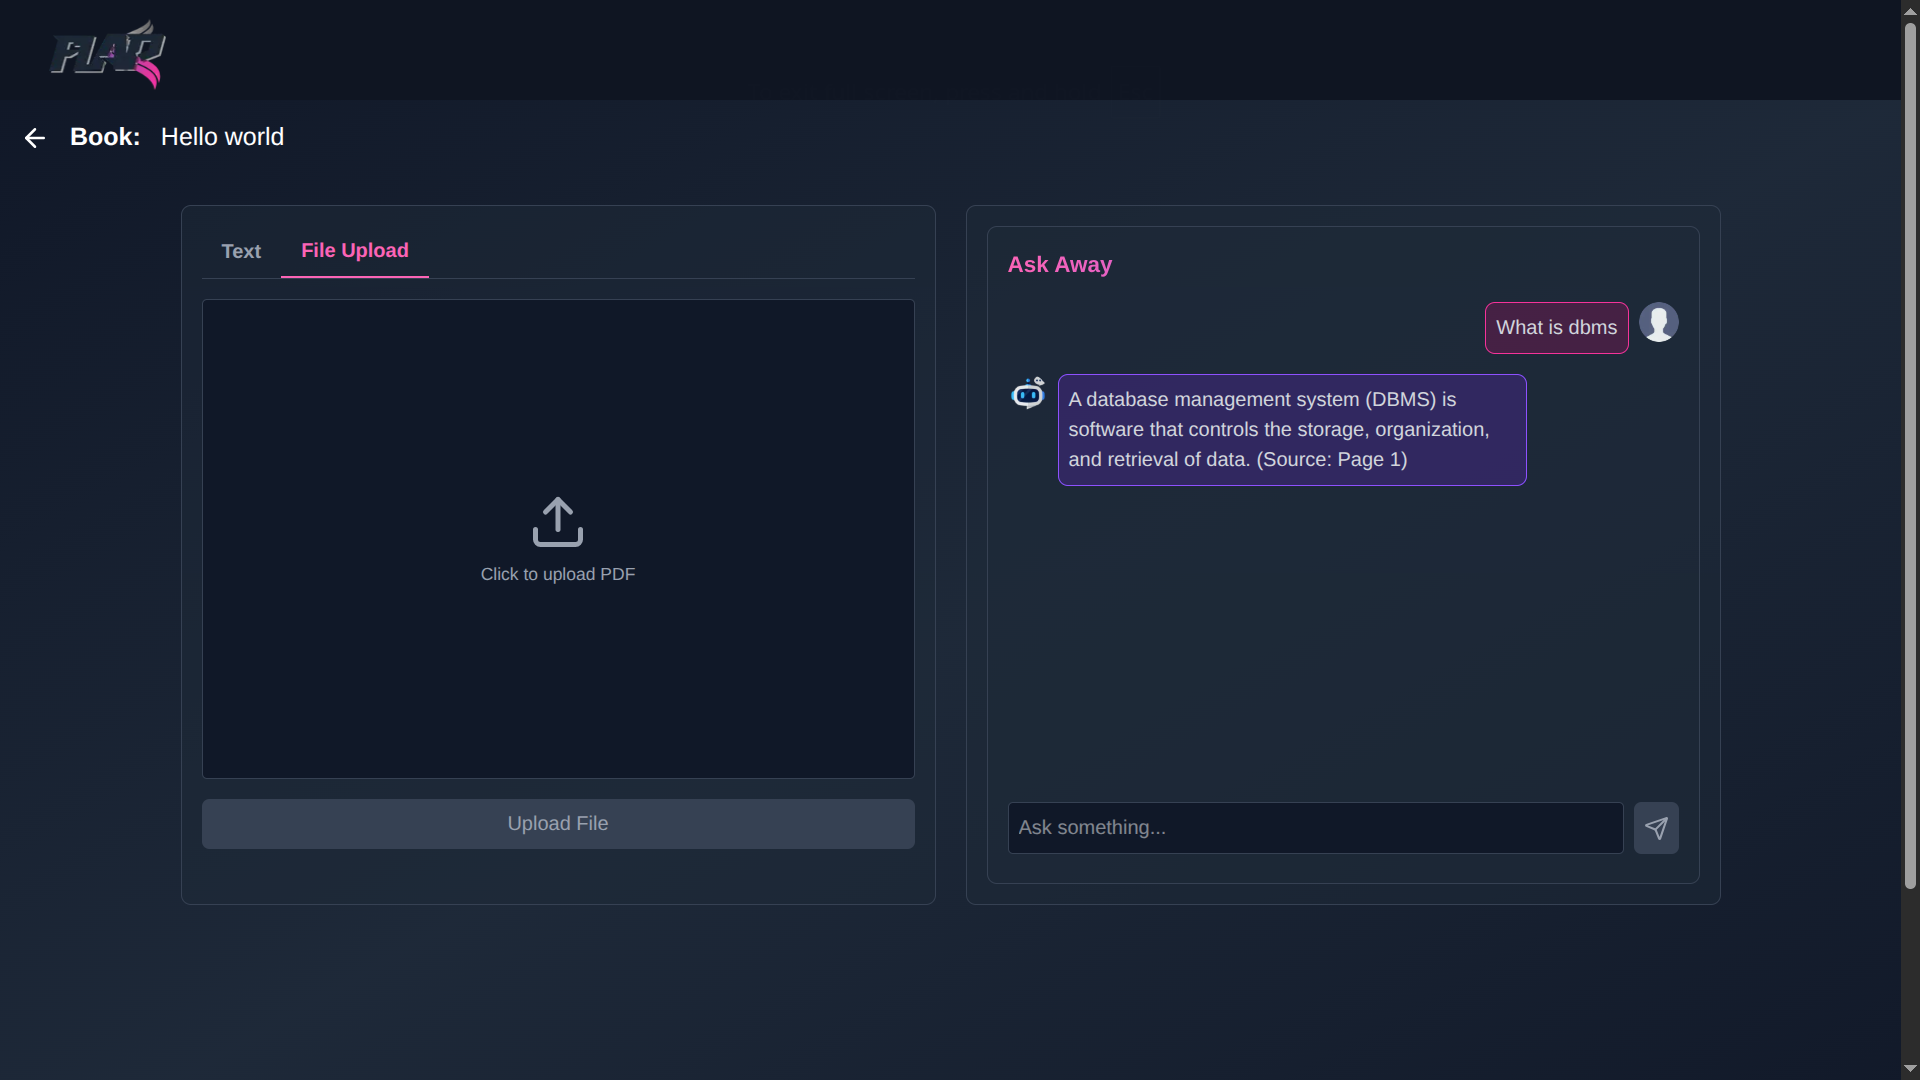 FLAR
Book: Hello world
Text File Upload
Click to upload PDF
Upload File
Ask Away
What is dbms
A database management system (DBMS) is
software that controls the storage, organization,
and retrieval of data. (Source: Page 1)
Ask something...